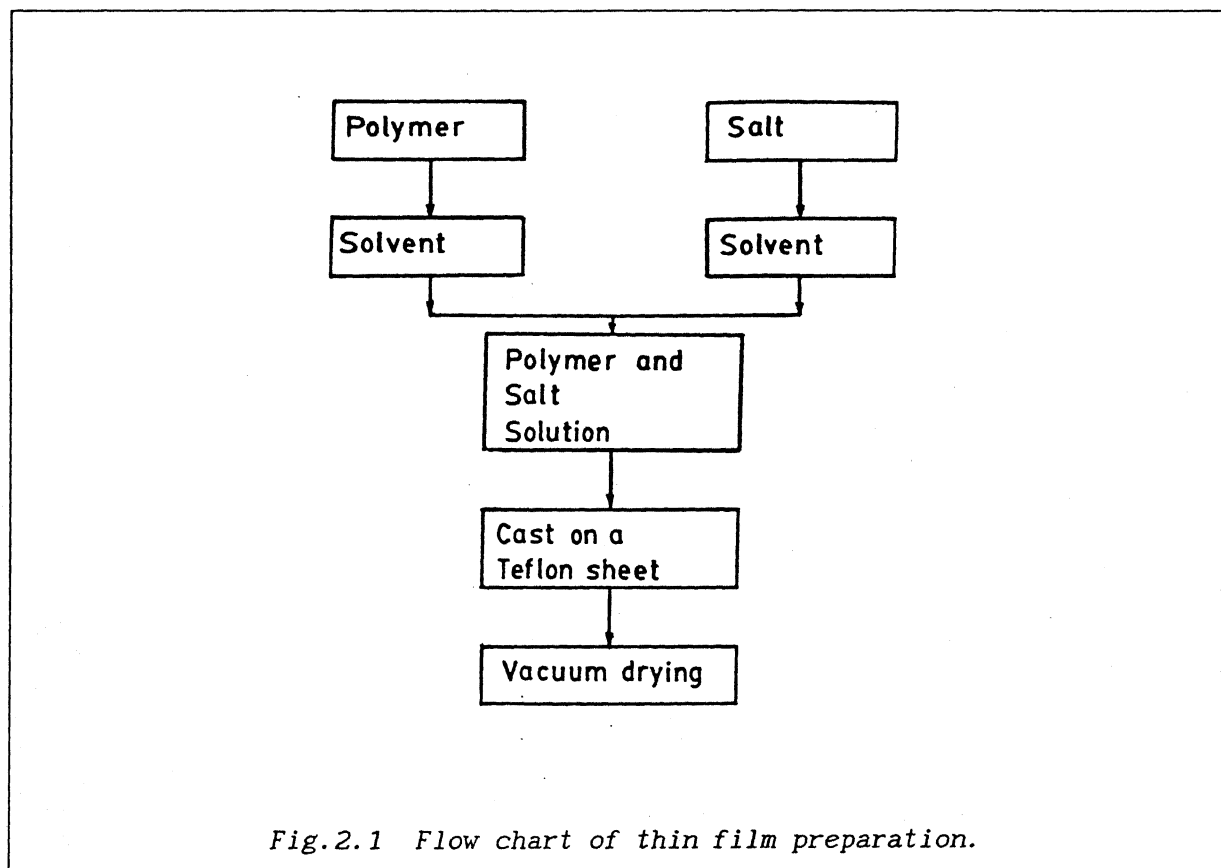 Polymer
Salt
Solvent
Solvent
Polymer and
Salt
Solution
Cast on a
Teflon sheet
Vacuum drying
Fig.2.1 Flow chart of thin film preparation.